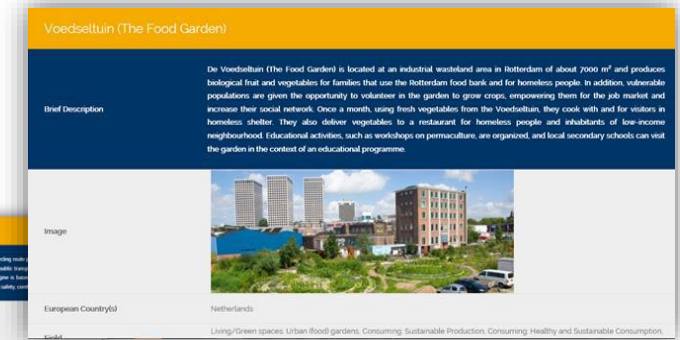 Voedseltuin (The Food Garden)
De Voedseltuin (The Food Garden) is located at an industrial wasteland area in Rotterdam of about 7000 m² and produces
biological fruit and vegetables for families that use the Rotterdam food bank and for homeless people. In addition, vulnerable
populations are given the opportunity to volunteer in the garden to grow crops, empowering them for the job market and
Brief Description
increase their social network. Once a month, using fresh vegetables from the Voedseltuin, they cook with and for visitors in
homeless shelter. They also deliver vegetables to a restaurant for homeless people and inhabitants of low-income
neighbourhood. Educational activities, such as workshops on permaculture, are organized, and local secondary schools can visit
the garden in the context of an educational programme.
Image
European Country(s)
Netherlands
Field
Living/Green spaces: Urban (food) gardens, Consuming: Sustainable Production, Consuming: Healthy and Sustainable Consumption,